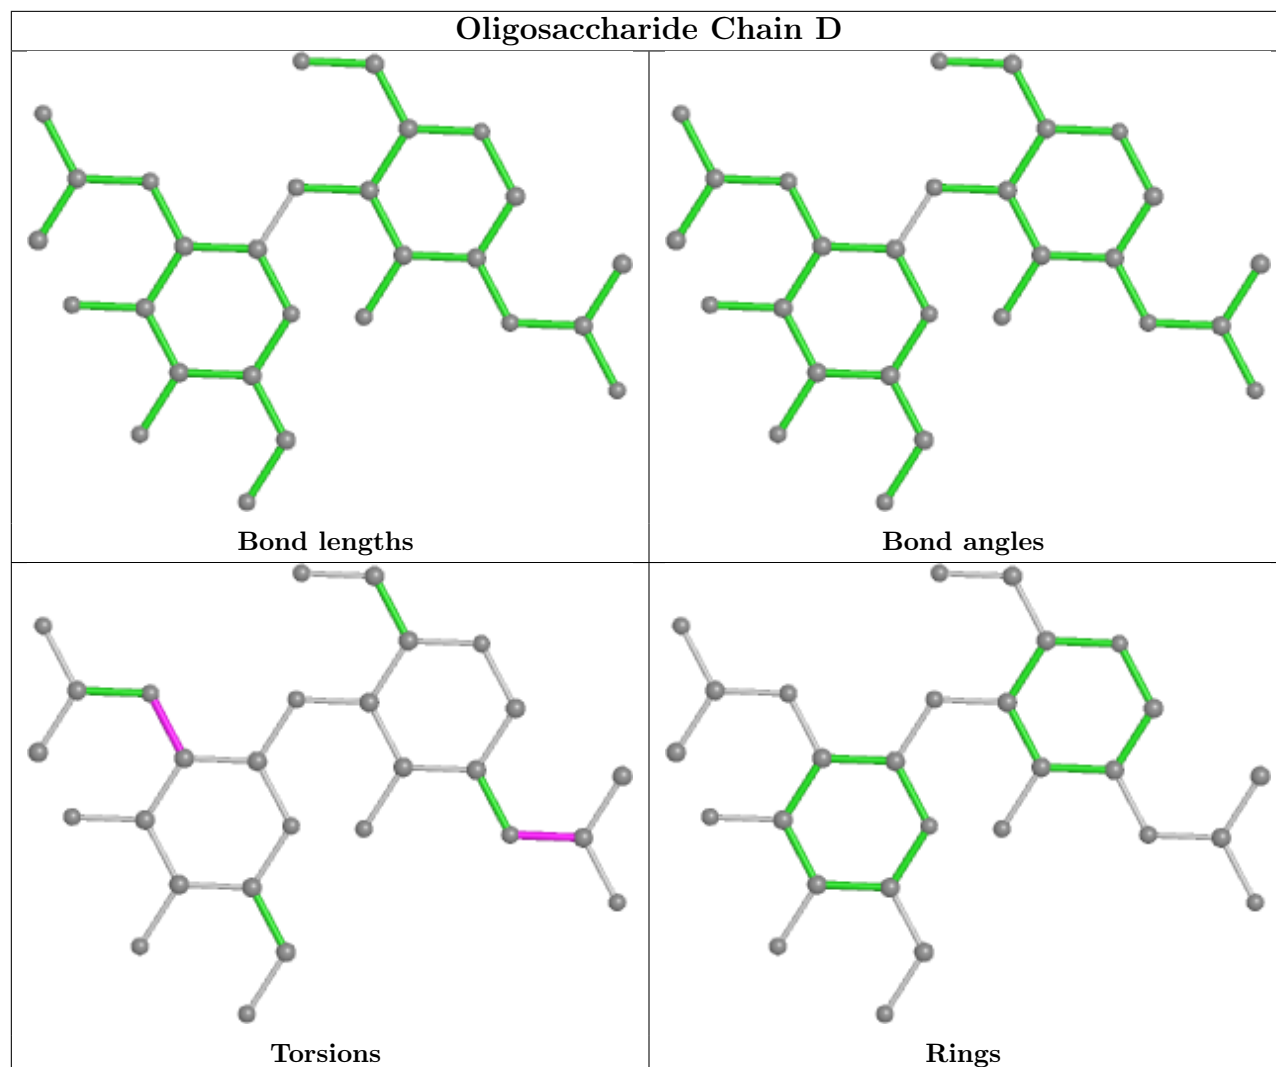 Oligosaccharide Chain D
Bond lengths
Bond angles
Torsions
Rings